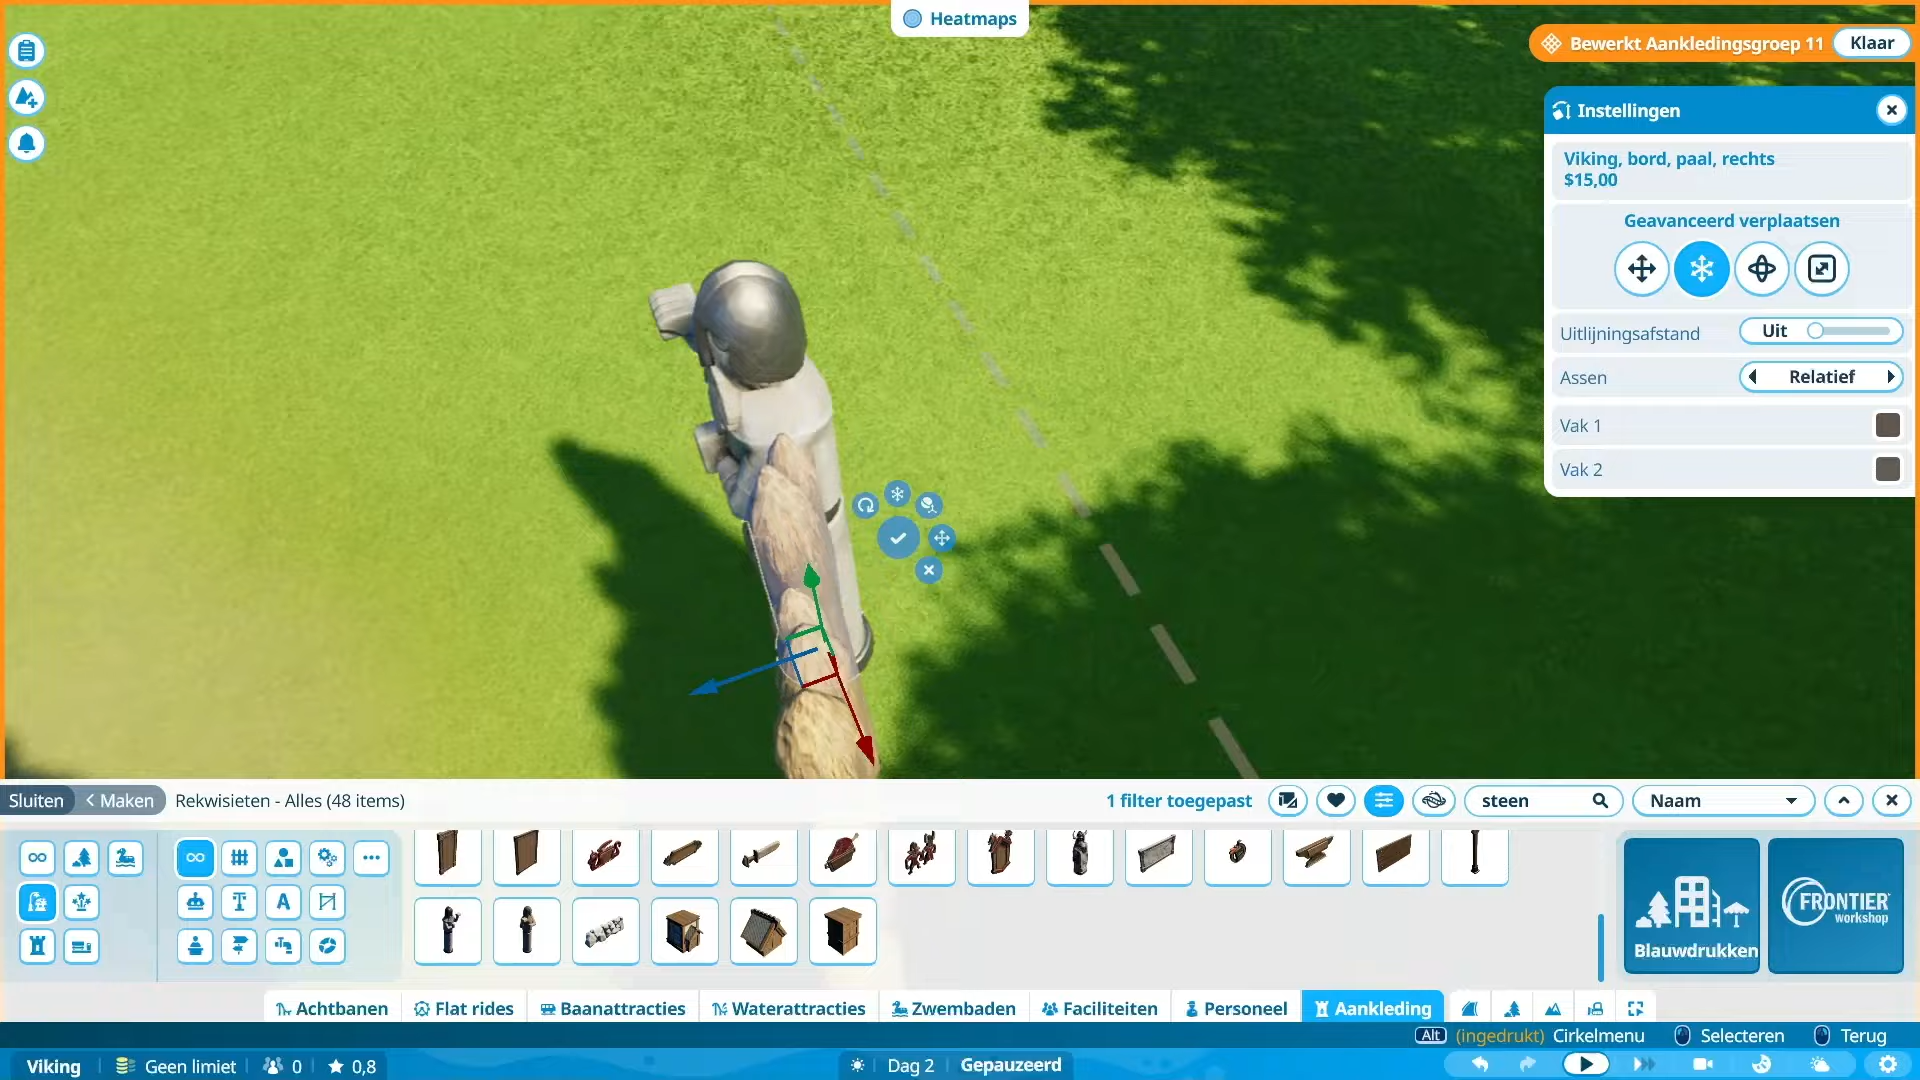 Heatmaps
Bewerkt Aankledingsgroep 11
Klaar
Instellingen
Viking, bord, paal, rechts
$15,00
Geavanceerd verplaatsen
Uitlijningsafstand
Uit
Assen
Relatief
Vak 1
Vak 2
Sluiten
Maken
Rekwisieten - Alles (48 items)
1 filter toegepast
steen
Naam
Blauwdrukken
FRONTIER
workshop
Achtbanen
Flat rides
Baanattracties
Waterattracties
Zwembaden
Faciliteiten
Personeel
Aankleding
Alt (ingedrukt) Cirkelmenu
Selecteren
Terug
Viking
Geen limiet
0
0,8
Dag 2
Gepauzeerd